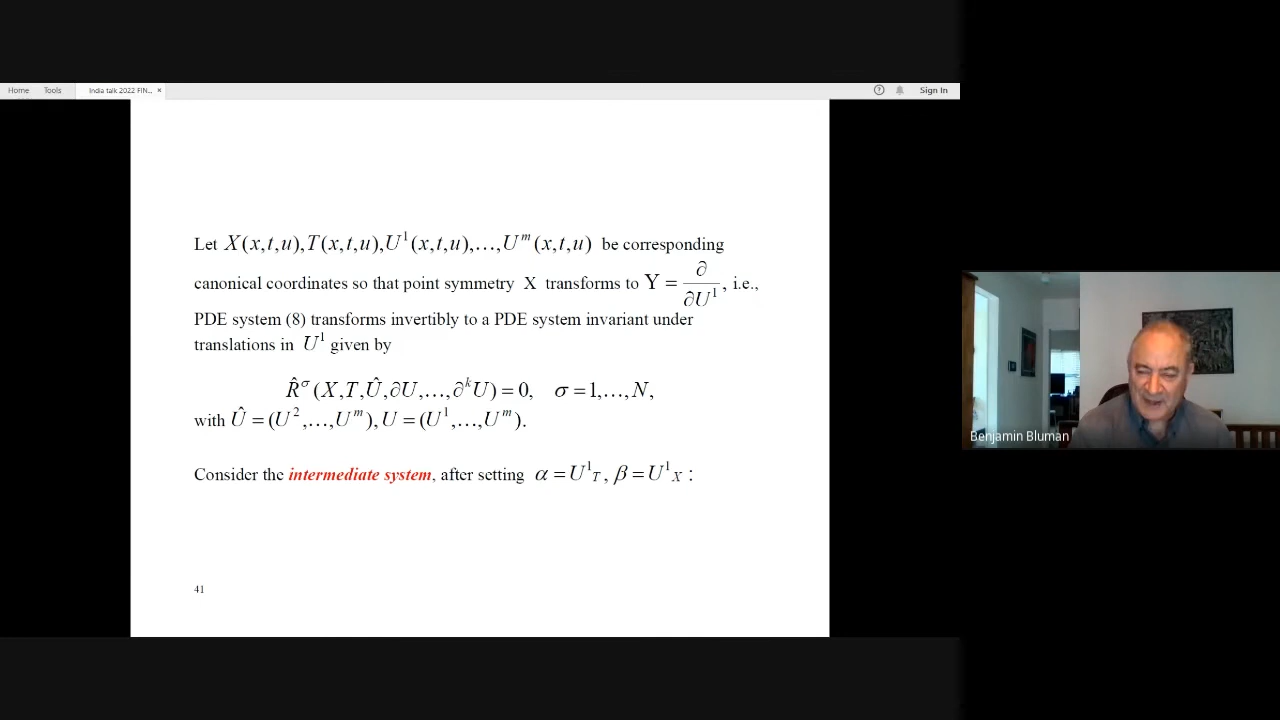 Home Tools India talk 2022 FIN... × Sign In
Let X(x,t,u),T(x,t,u),U¹(x,t,u),…,Uᵐ(x,t,u) be corresponding
canonical coordinates so that point symmetry X transforms to Y = ∂/∂U¹, i.e.,
PDE system (8) transforms invertibly to a PDE system invariant under
translations in U¹ given by
R̂^σ(X,T,Û,∂U,…,∂ᵏU) = 0, σ = 1,…,N,
with Û = (U²,…,Uᵐ), U = (U¹,…,Uᵐ).
Consider the intermediate system, after setting α = U¹_T, β = U¹_X :
41
Benjamin Bluman